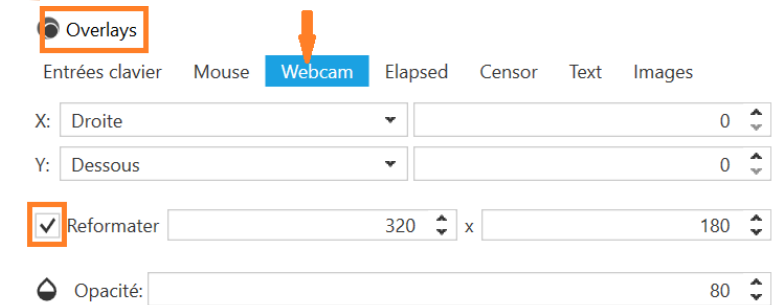 Overlays
Entrées clavier Mouse Webcam Elapsed Censor Text Images
X: Droite 0
Y: Dessous 0
Reformater 320 x 180
Opacité: 80